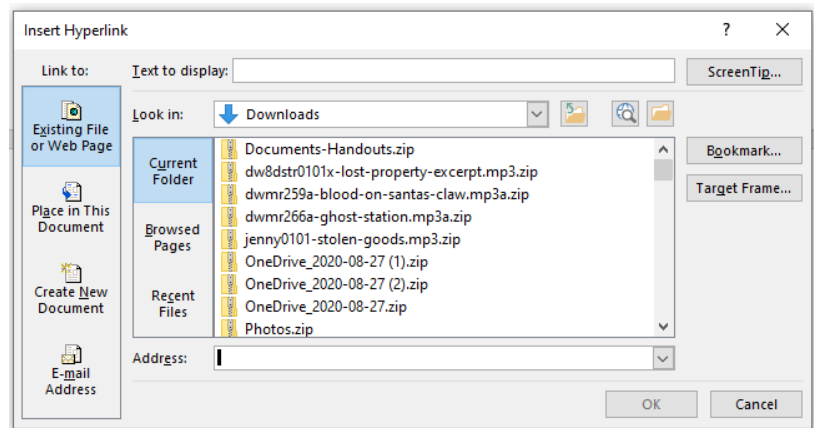 Insert Hyperlink
? ×
Link to:
Text to display:
ScreenTip...
Existing File
or Web Page
Look in:
Downloads
Current
Folder
Documents-Handouts.zip
dw8dstr0101x-lost-property-excerpt.mp3.zip
dwmr259a-blood-on-santas-claw.mp3a.zip
dwmr266a-ghost-station.mp3a.zip
jenny0101-stolen-goods.mp3.zip
OneDrive_2020-08-27 (1).zip
OneDrive_2020-08-27 (2).zip
OneDrive_2020-08-27.zip
Photos.zip
Bookmark...
Target Frame...
Place in This
Document
Browsed
Pages
Create New
Document
Recent
Files
E-mail
Address
Address:
OK
Cancel